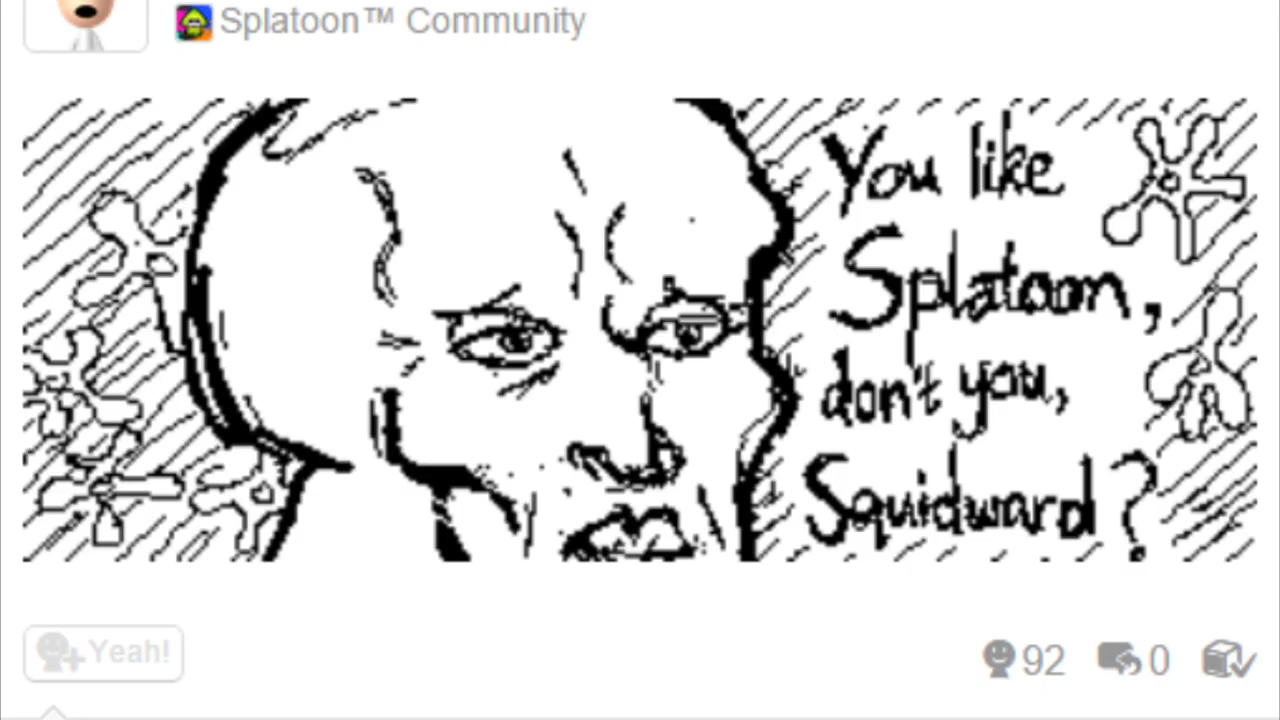 Splatoon™ Community
You like
Splatoon,
don't you,
Squidward?
Yeah!
92
0